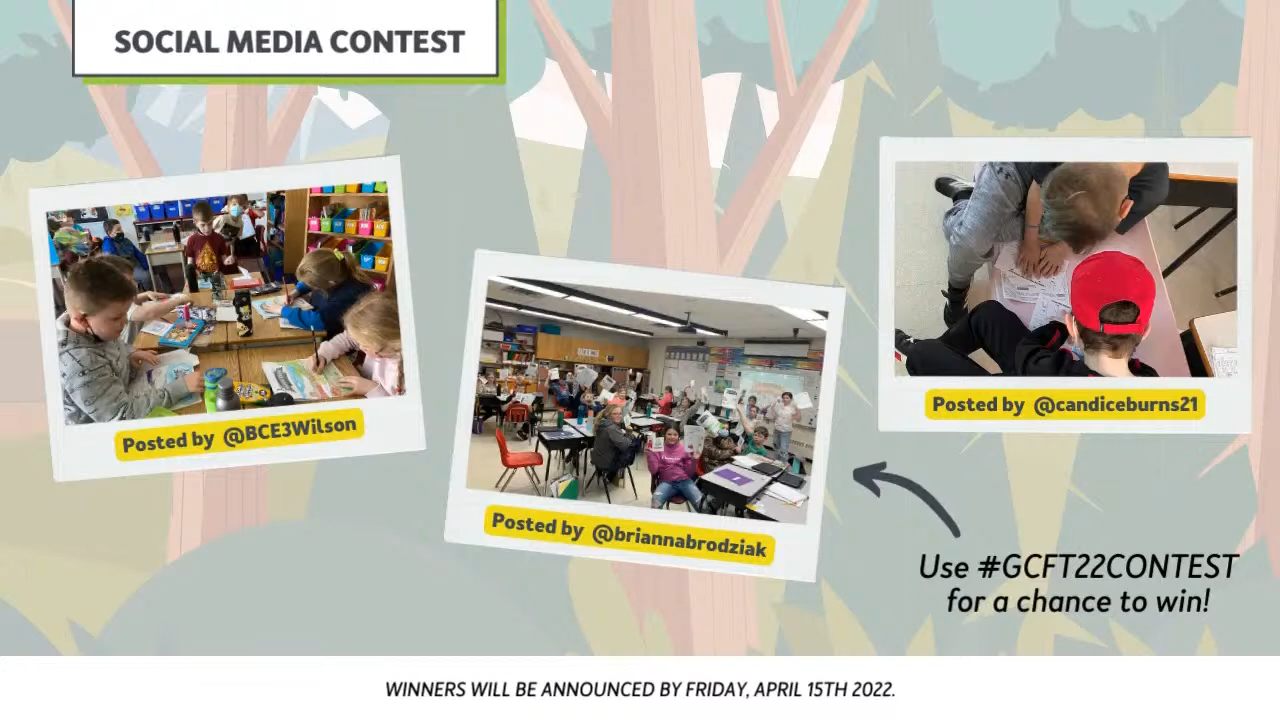 SOCIAL MEDIA CONTEST
Posted by @BCE3Wilson
Posted by @briannabrodziak
Posted by @candiceburns21
Use #GCFT22CONTEST
for a chance to win!
WINNERS WILL BE ANNOUNCED BY FRIDAY, APRIL 15TH 2022.